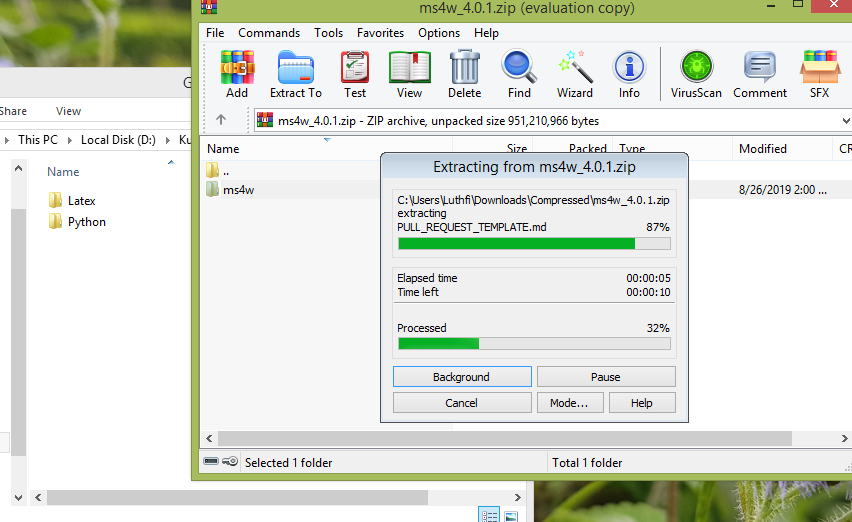 ms4w_4.0.1.zip (evaluation copy)
File Commands Tools Favorites Options Help
Add Extract To Test View Delete Find Wizard Info VirusScan Comment SFX
ms4w_4.0.1.zip - ZIP archive, unpacked size 951,210,966 bytes
Name Size Packed Type Modified CR
..
ms4w 8/26/2019 2:00 ...
Share View
This PC Local Disk (D:) Ku
Name
Latex
Python
Extracting from ms4w_4.0.1.zip
C:\Users\Luthfi\Downloads\Compressed\ms4w_4.0.1.zip
extracting
PULL_REQUEST_TEMPLATE.md 87%
Elapsed time 00:00:05
Time left 00:00:10
Processed 32%
Background Pause
Cancel Mode... Help
Selected 1 folder Total 1 folder